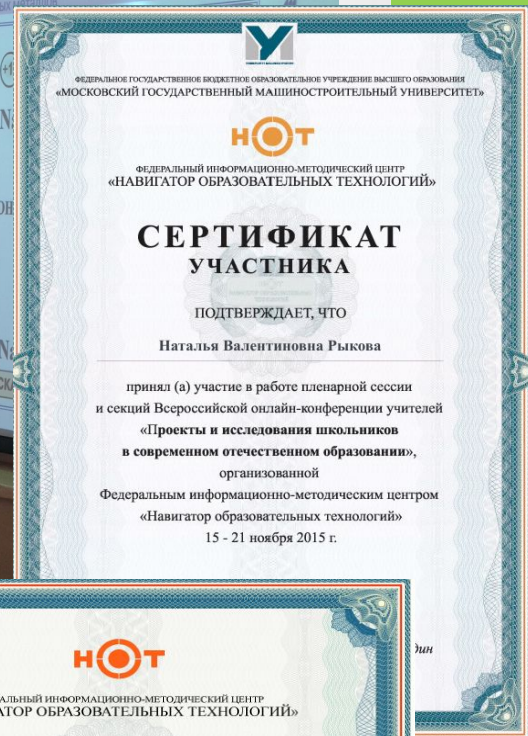 ФЕДЕРАЛЬНОЕ ГОСУДАРСТВЕННОЕ БЮДЖЕТНОЕ ОБРАЗОВАТЕЛЬНОЕ УЧРЕЖДЕНИЕ ВЫСШЕГО ОБРАЗОВАНИЯ
«МОСКОВСКИЙ ГОСУДАРСТВЕННЫЙ МАШИНОСТРОИТЕЛЬНЫЙ УНИВЕРСИТЕТ»
НОТ
ФЕДЕРАЛЬНЫЙ ИНФОРМАЦИОННО-МЕТОДИЧЕСКИЙ ЦЕНТР
«НАВИГАТОР ОБРАЗОВАТЕЛЬНЫХ ТЕХНОЛОГИЙ»
СЕРТИФИКАТ
УЧАСТНИКА
ПОДТВЕРЖДАЕТ, ЧТО
Наталья Валентиновна Рыкова
принял (а) участие в работе пленарной сессии
и секций Всероссийской онлайн-конференции учителей
«Проекты и исследования школьников
в современном отечественном образовании»,
организованной
Федеральным информационно-методическим центром
«Навигатор образовательных технологий»
15 - 21 ноября 2015 г.
НОТ
АЛЬНЫЙ ИНФОРМАЦИОННО-МЕТОДИЧЕСКИЙ ЦЕНТР
АТОР ОБРАЗОВАТЕЛЬНЫХ ТЕХНОЛОГИЙ»